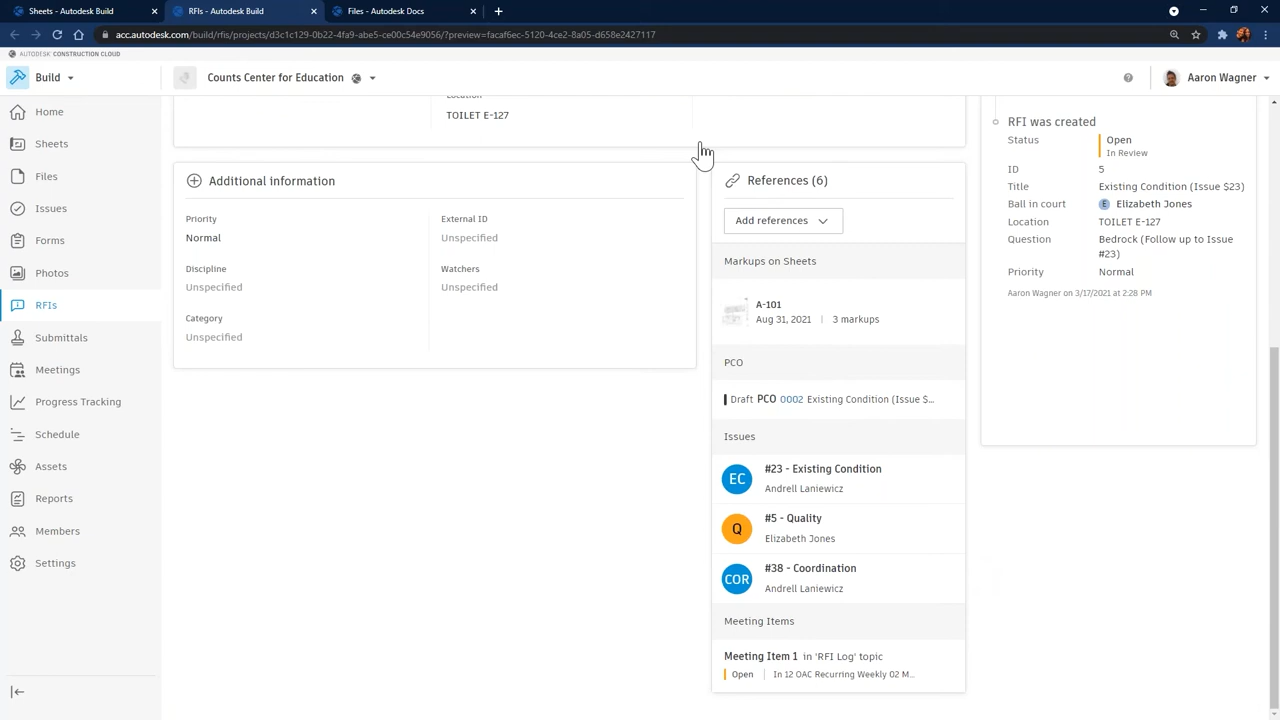 Sheets - Autodesk Build
RFIs - Autodesk Build
Files - Autodesk Docs
acc.autodesk.com/build/rfis/projects/d3c1c129-0b22-4fa9-abe5-ce00c54e9056/?preview=facaf6ec-5120-4ce2-8a05-d658e2427117
AUTODESK CONSTRUCTION CLOUD
Build
Counts Center for Education
Aaron Wagner
Home
Sheets
Files
Issues
Forms
Photos
RFIs
Submittals
Meetings
Progress Tracking
Schedule
Assets
Reports
Members
Settings
Location
TOILET E-127
Additional information
Priority
Normal
External ID
Unspecified
Discipline
Unspecified
Watchers
Unspecified
Category
Unspecified
References (6)
Add references
Markups on Sheets
A-101
Aug 31, 2021 | 3 markups
PCO
Draft PCO 0002 Existing Condition (Issue $...
Issues
EC
#23 - Existing Condition
Andrell Laniewicz
Q
#5 - Quality
Elizabeth Jones
COR
#38 - Coordination
Andrell Laniewicz
Meeting Items
Meeting Item 1 in 'RFI Log' topic
Open | In 12 OAC Recurring Weekly 02 M...
RFI was created
Status Open
In Review
ID 5
Title Existing Condition (Issue $23)
Ball in court E Elizabeth Jones
Location TOILET E-127
Question Bedrock (Follow up to Issue
#23)
Priority Normal
Aaron Wagner on 3/17/2021 at 2:28 PM